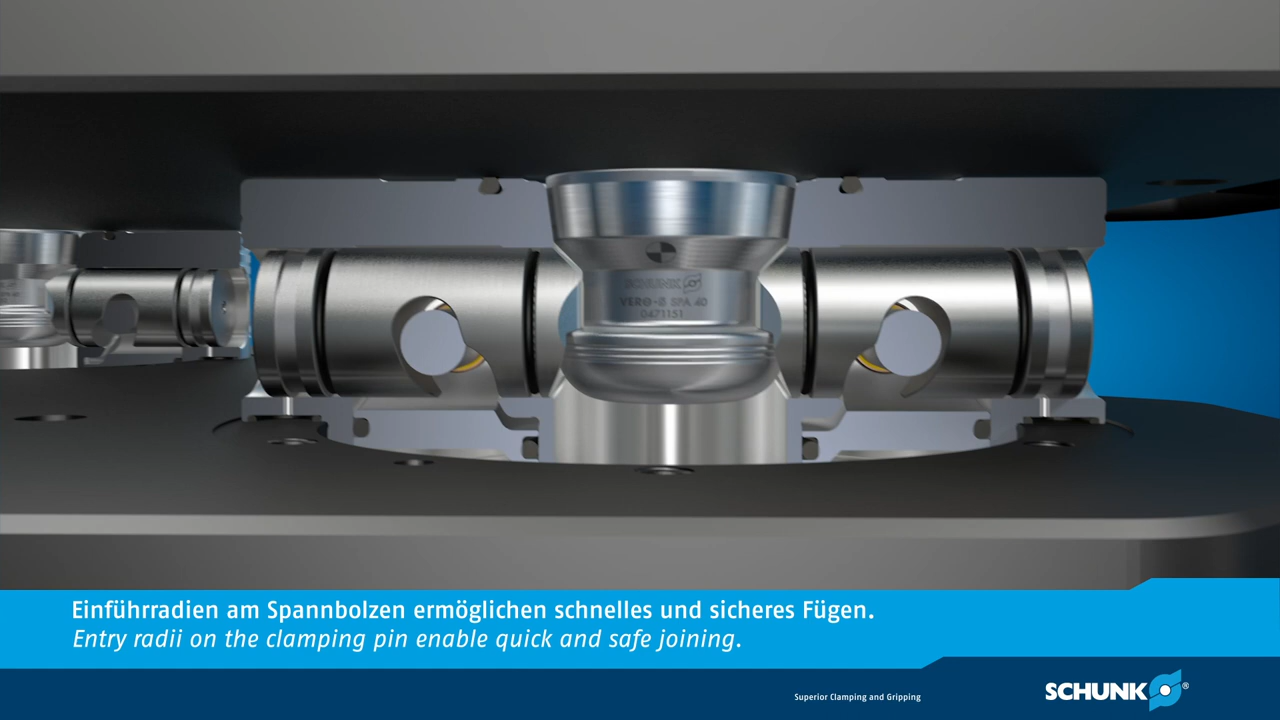 SCHUNK
VERO-S SPA 40
0471151
Einführradien am Spannbolzen ermöglichen schnelles und sicheres Fügen.
Entry radii on the clamping pin enable quick and safe joining.
Superior Clamping and Gripping
SCHUNK ®